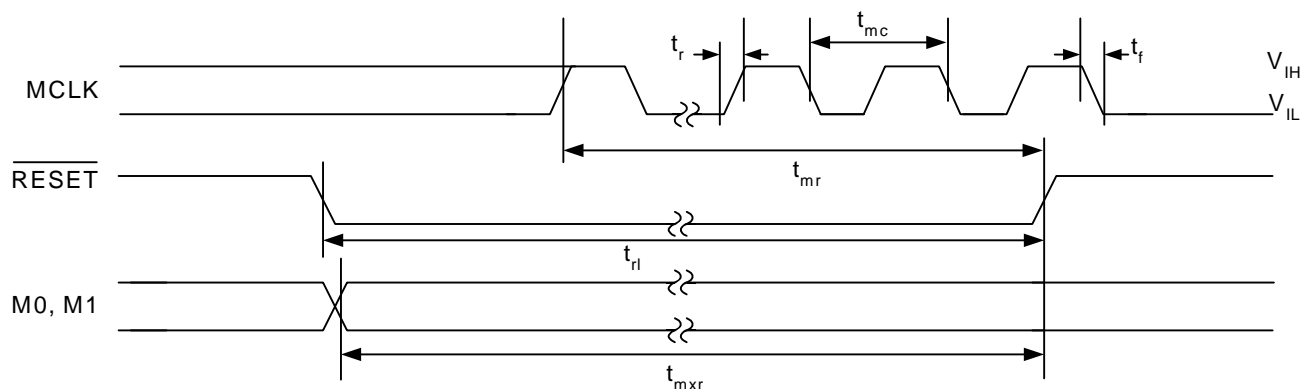 t_mc
t_r
t_f
V_IH
MCLK
V_IL
t_mr
RESET
t_rl
M0, M1
t_mxr